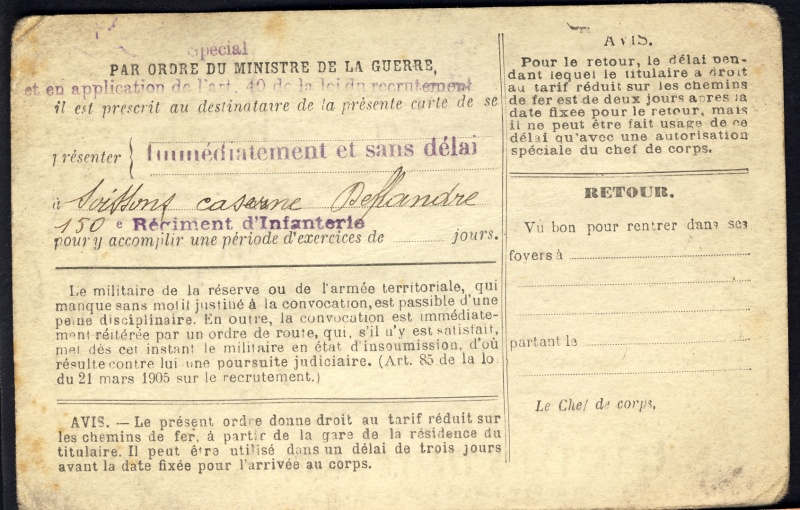 Spécial
PAR ORDRE DU MINISTRE DE LA GUERRE,
et en application de l'art. 40 de la loi du recrutement
il est prescrit au destinataire de la présente carte de se
présenter { Immédiatement et sans délai
à Soissons caserne Deflandre
150e Régiment d'Infanterie
pour y accomplir une période d'exercices de ......... jours.
Le militaire de la réserve ou de l'armée territoriale, qui
manque sans motif justifié à la convocation, est passible d'une
peine disciplinaire. En outre, la convocation est immédiate-
ment réitérée par un ordre de route, qui, s'il n'y est satisfait,
met dès cet instant le militaire en état d'insoumission, d'où
résulte contre lui une poursuite judiciaire. (Art. 85 de la lo
du 21 mars 1905 sur le recrutement.)
AVIS. — Le présent ordre donne droit au tarif réduit sur
les chemins de fer, à partir de la gare de la résidence du
titulaire. Il peut être utilisé dans un délai de trois jours
avant la date fixée pour l'arrivée au corps.
AVIS.
Pour le retour, le délai pen-
dant lequel le titulaire a droit
au tarif réduit sur les chemins
de fer est de deux jours après la
date fixée pour le retour, mais
il ne peut être fait usage de ce
délai qu'avec une autorisation
spéciale du chef de corps.
RETOUR.
Vu bon pour rentrer dans ses
foyers à
partant le
Le Chef de corps,